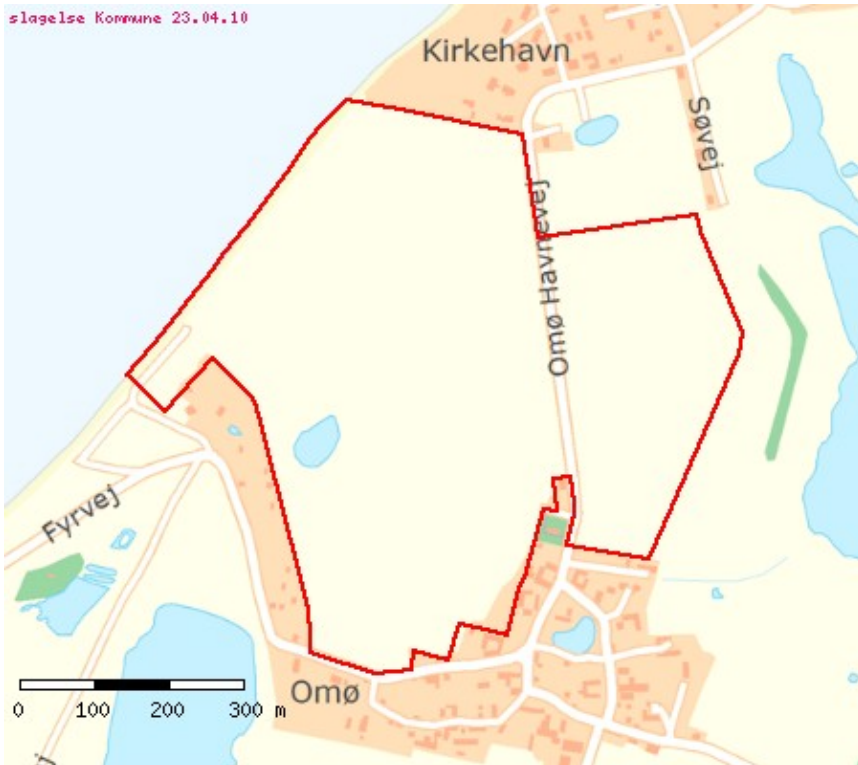 slagelse Kommune 23.04.10
Kirkehavn
Søvej
Omø Havnevej
Fyrvej
Omø
0 100 200 300 m